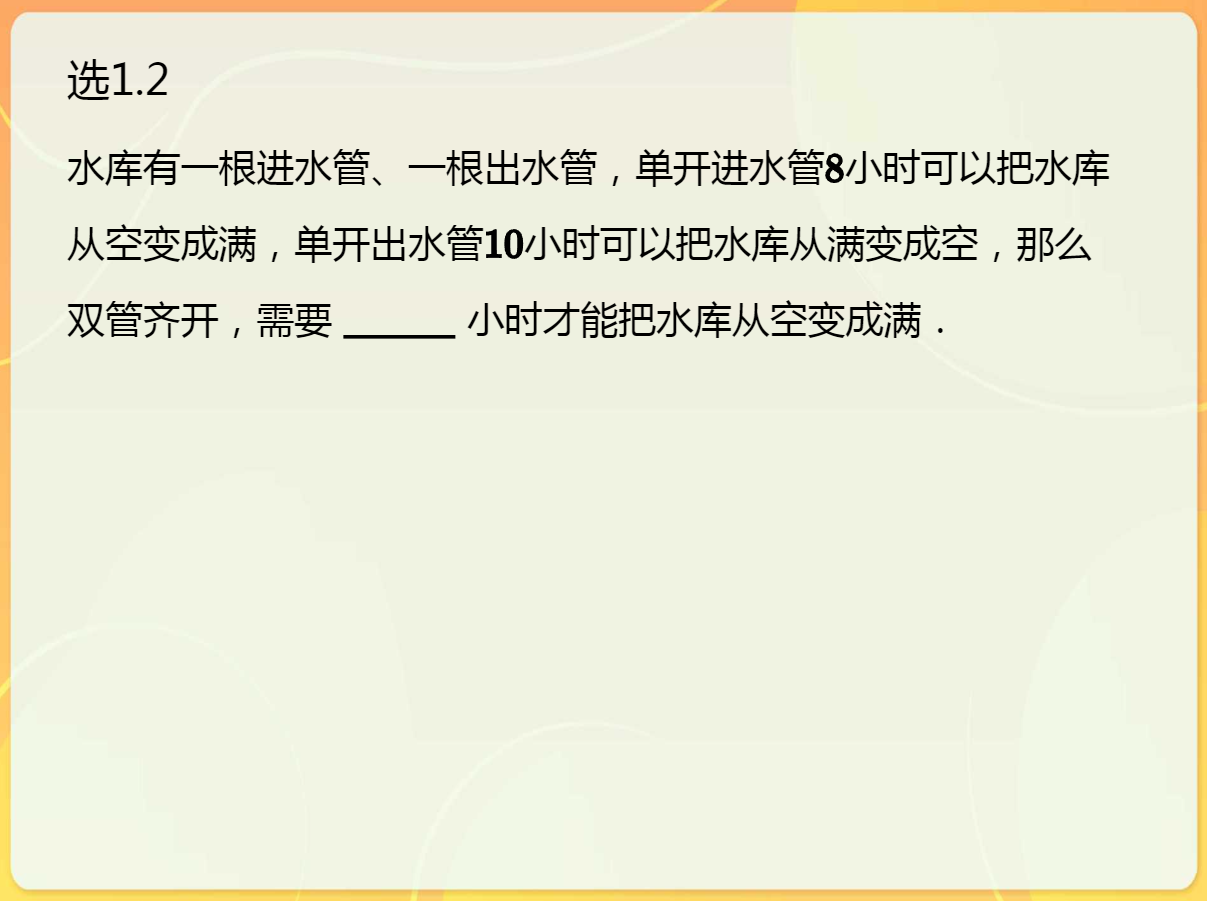 选1.2
水库有一根进水管、一根出水管，单开进水管8小时可以把水库
从空变成满，单开出水管10小时可以把水库从满变成空，那么
双管齐开，需要 ______ 小时才能把水库从空变成满．